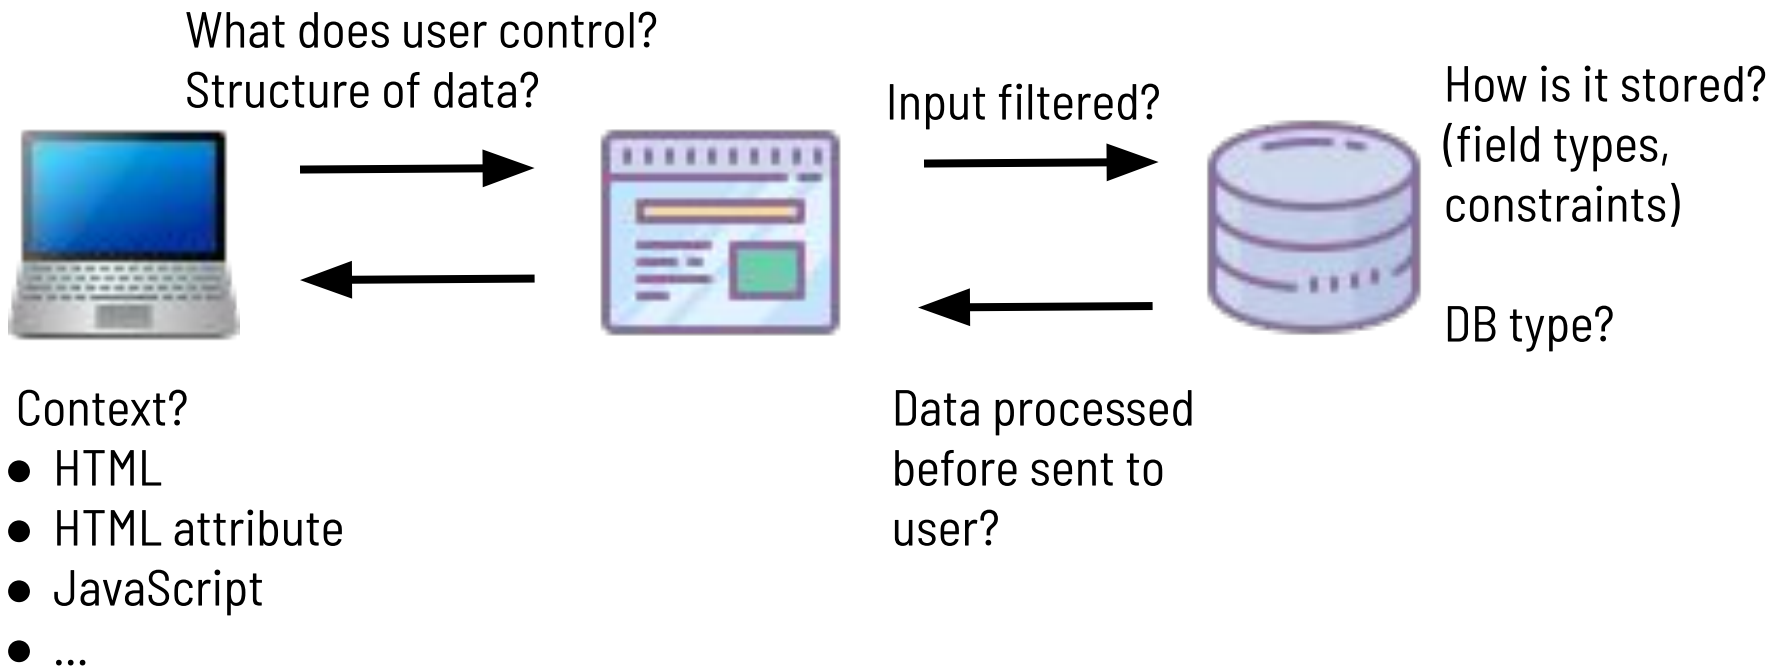 What does user control?
Structure of data?
Input filtered?
How is it stored?
(field types,
constraints)
DB type?
Context?
● HTML
● HTML attribute
● JavaScript
● ...
Data processed
before sent to
user?